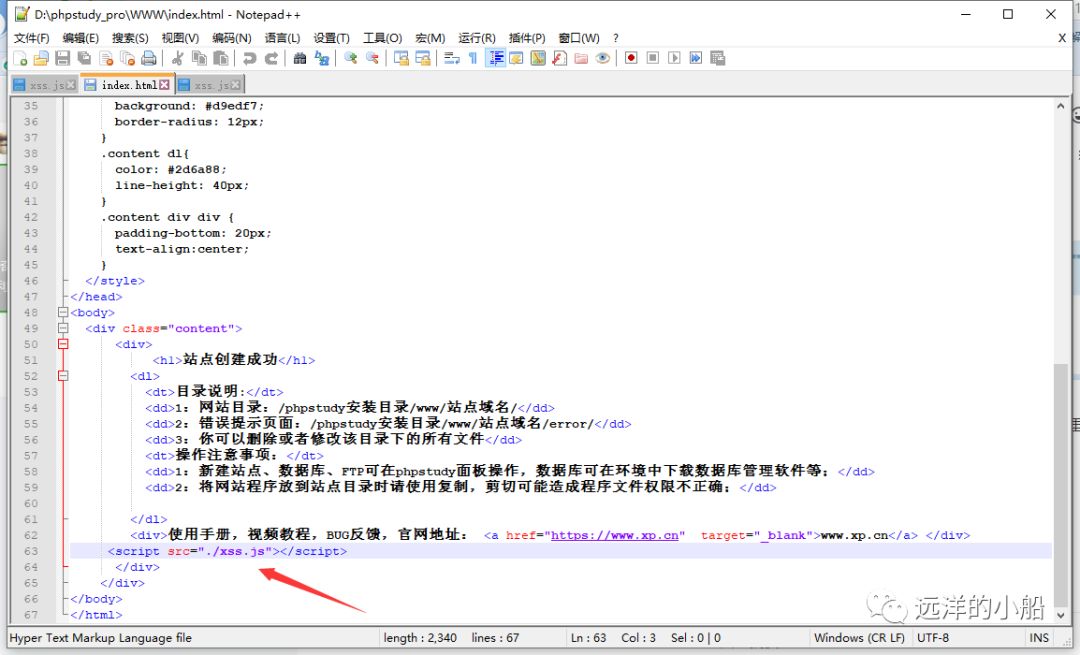 D:\phpstudy_pro\WWW\index.html - Notepad++
文件(F) 编辑(E) 搜索(S) 视图(V) 编码(N) 语言(L) 设置(T) 工具(O) 宏(M) 运行(R) 插件(P) 窗口(W) ? X
xss.js index.html xss.js
35 background: #d9edf7;
36 border-radius: 12px;
37 }
38 .content dl{
39 color: #2d6a88;
40 line-height: 40px;
41 }
42 .content div div {
43 padding-bottom: 20px;
44 text-align:center;
45 }
46 </style>
47 </head>
48 <body>
49 <div class="content">
50 <div>
51 <h1>站点创建成功</h1>
52 <dl>
53 <dt>目录说明:</dt>
54 <dd>1：网站目录：/phpstudy安装目录/www/站点域名/</dd>
55 <dd>2：错误提示页面：/phpstudy安装目录/www/站点域名/error/</dd>
56 <dd>3：你可以删除或者修改该目录下的所有文件</dd>
57 <dt>操作注意事项：</dt>
58 <dd>1：新建站点、数据库、FTP可在phpstudy面板操作，数据库可在环境中下载数据库管理软件等；</dd>
59 <dd>2：将网站程序放到站点目录时请使用复制，剪切可能造成程序文件权限不正确；</dd>
60
61 </dl>
62 <div>使用手册，视频教程，BUG反馈，官网地址： <a href="https://www.xp.cn" target="_blank">www.xp.cn</a> </div>
63 <script src="./xss.js"></script>
64 </div>
65 </div>
66 </body>
67 </html>
远洋的小船
Hyper Text Markup Language file length : 2,340 lines : 67 Ln : 63 Col : 3 Sel : 0 | 0 Windows (CR LF) UTF-8 INS